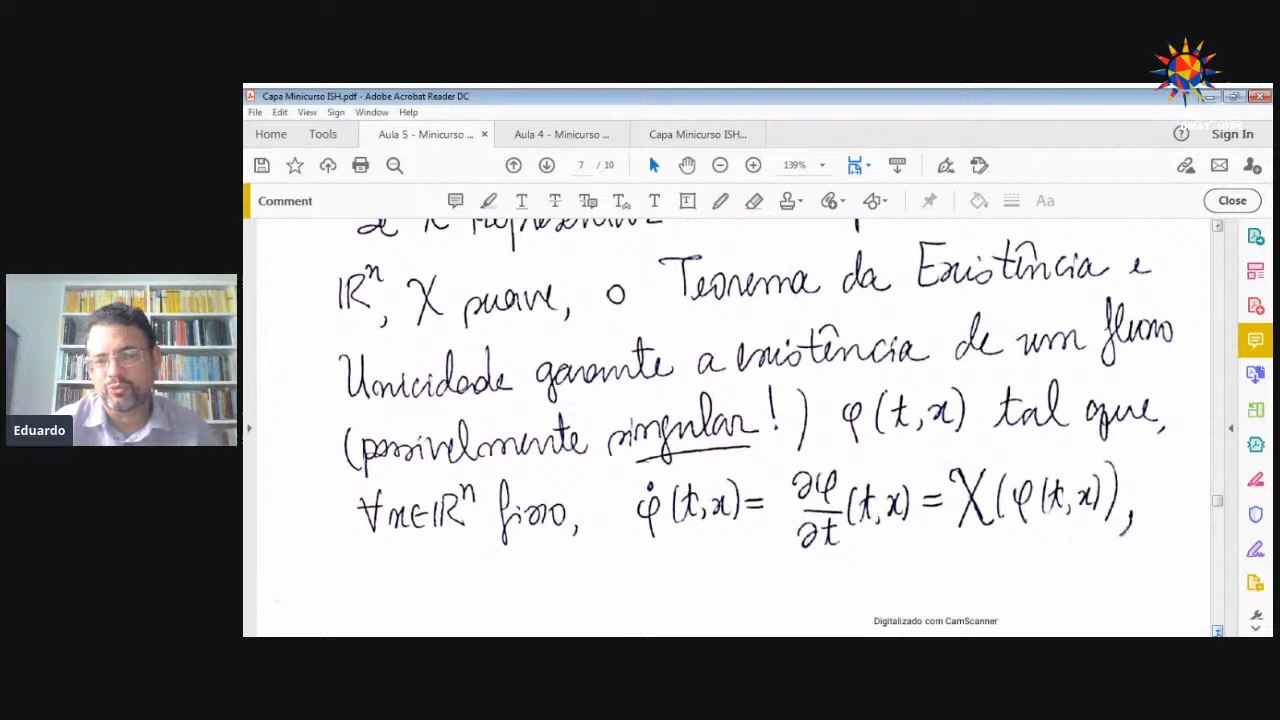 Capa Minicurso ISH.pdf - Adobe Acrobat Reader DC
File Edit View Sign Window Help
Home Tools Aula 5 - Minicurso ... × Aula 4 - Minicurso ... Capa Minicurso ISH... Sign In
7 / 10 139%
Comment Close
ℝⁿ, X suave, o Teorema da Existência e
Unicidade garante a existência de um fluxo
(possivelmente singular!) φ(t,x) tal que,
∀x∈ℝⁿ fixo, φ̇(t,x)= ∂φ/∂t(t,x) = X(φ(t,x)),
Digitalizado com CamScanner
Eduardo